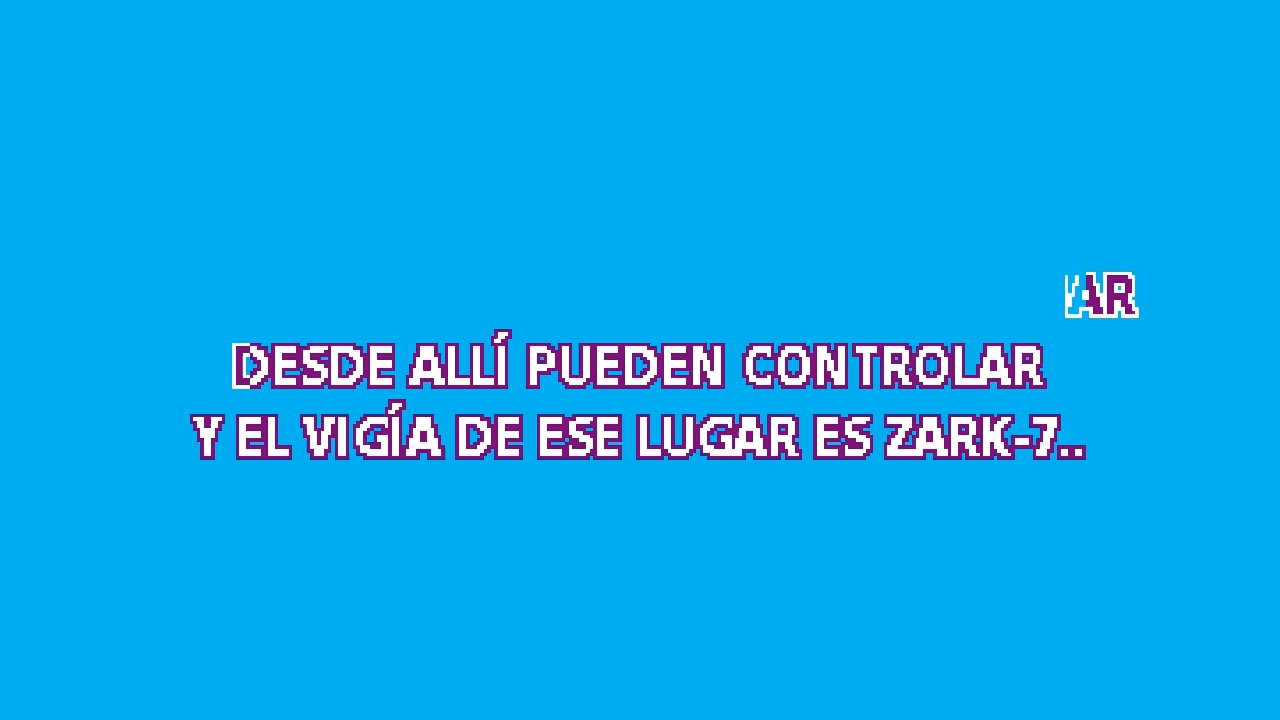 AR
DESDE ALLÍ PUEDEN CONTROLAR
Y EL VIGÍA DE ESE LUGAR ES ZARK-7..